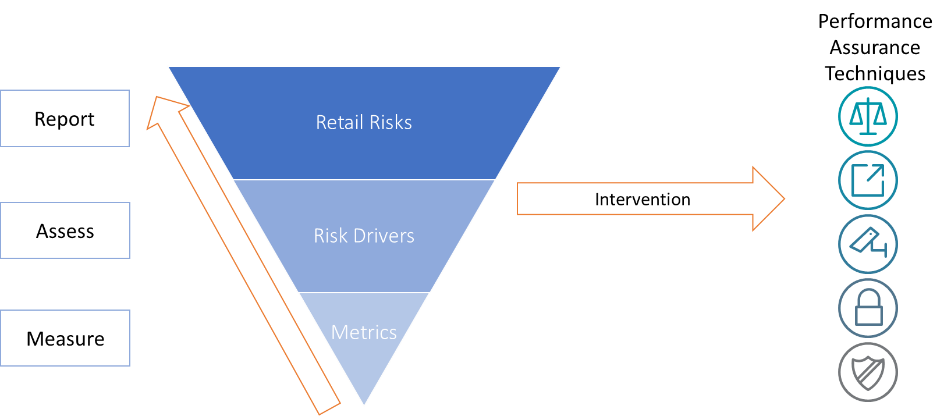 Performance
Assurance
Techniques
Report
Retail Risks
Intervention
Assess
Risk Drivers
Measure
Metrics